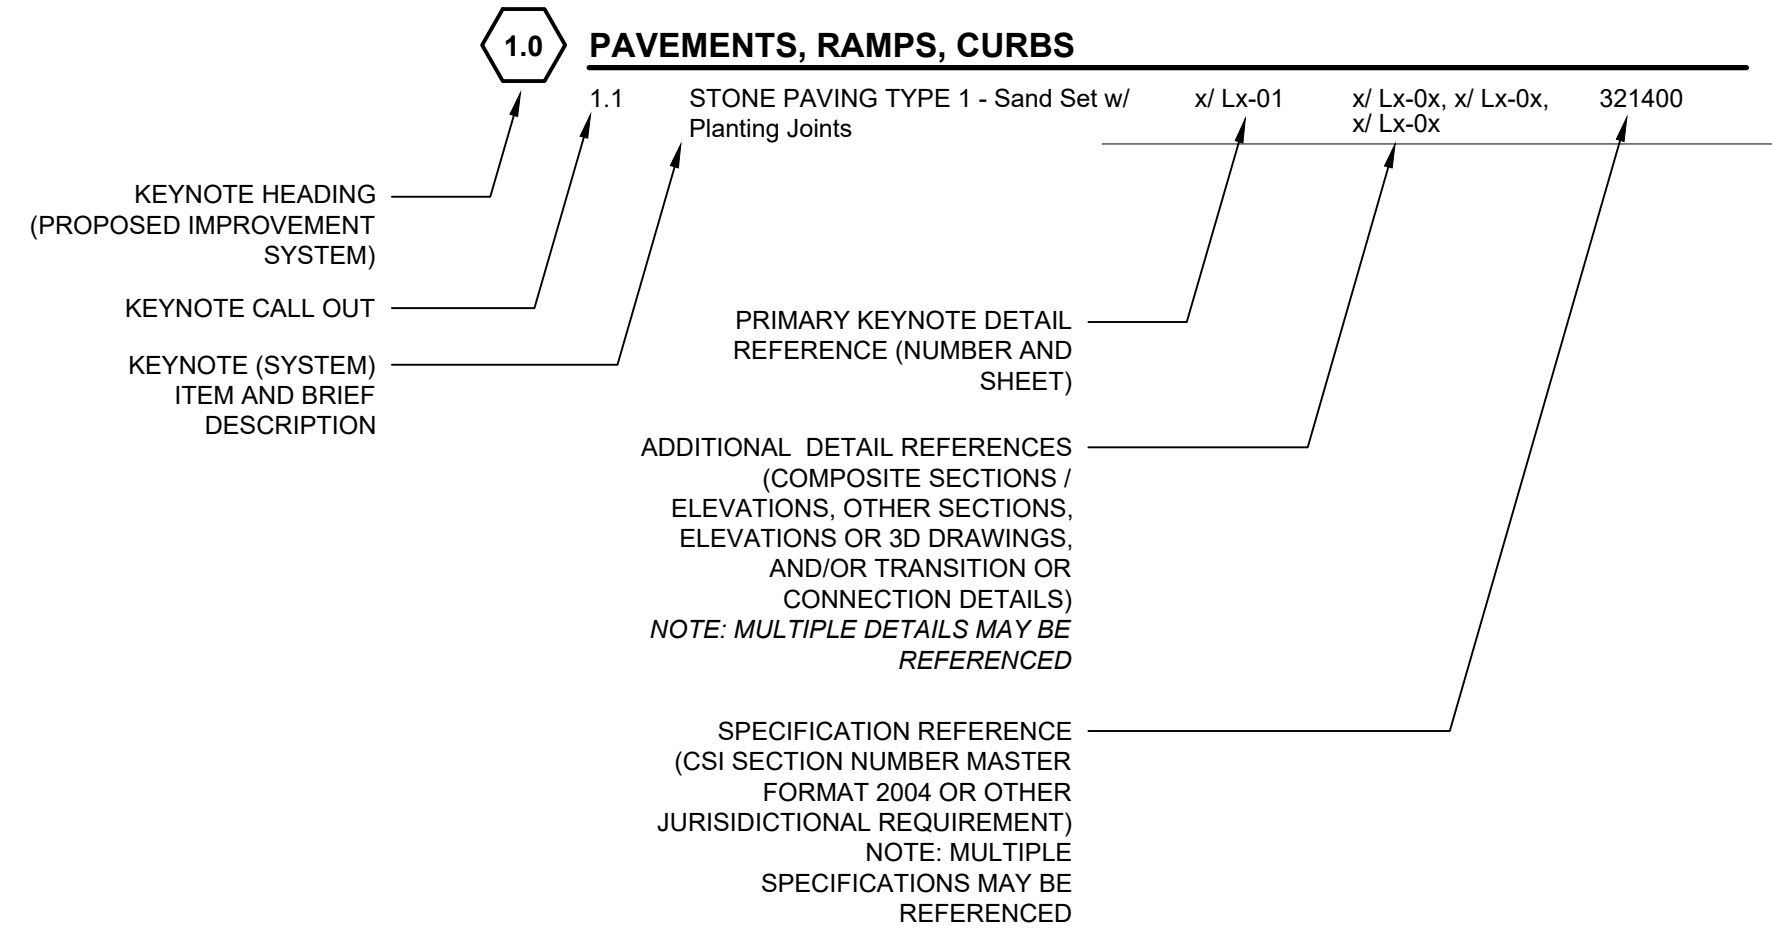 1.0 PAVEMENTS, RAMPS, CURBS
1.1 STONE PAVING TYPE 1 - Sand Set w/ x/ Lx-01 x/ Lx-0x, x/ Lx-0x, 321400
Planting Joints x/ Lx-0x
KEYNOTE HEADING
(PROPOSED IMPROVEMENT
SYSTEM)
KEYNOTE CALL OUT
KEYNOTE (SYSTEM)
ITEM AND BRIEF
DESCRIPTION
PRIMARY KEYNOTE DETAIL
REFERENCE (NUMBER AND
SHEET)
ADDITIONAL DETAIL REFERENCES
(COMPOSITE SECTIONS /
ELEVATIONS, OTHER SECTIONS,
ELEVATIONS OR 3D DRAWINGS,
AND/OR TRANSITION OR
CONNECTION DETAILS)
NOTE: MULTIPLE DETAILS MAY BE
REFERENCED
SPECIFICATION REFERENCE
(CSI SECTION NUMBER MASTER
FORMAT 2004 OR OTHER
JURISIDICTIONAL REQUIREMENT)
NOTE: MULTIPLE
SPECIFICATIONS MAY BE
REFERENCED